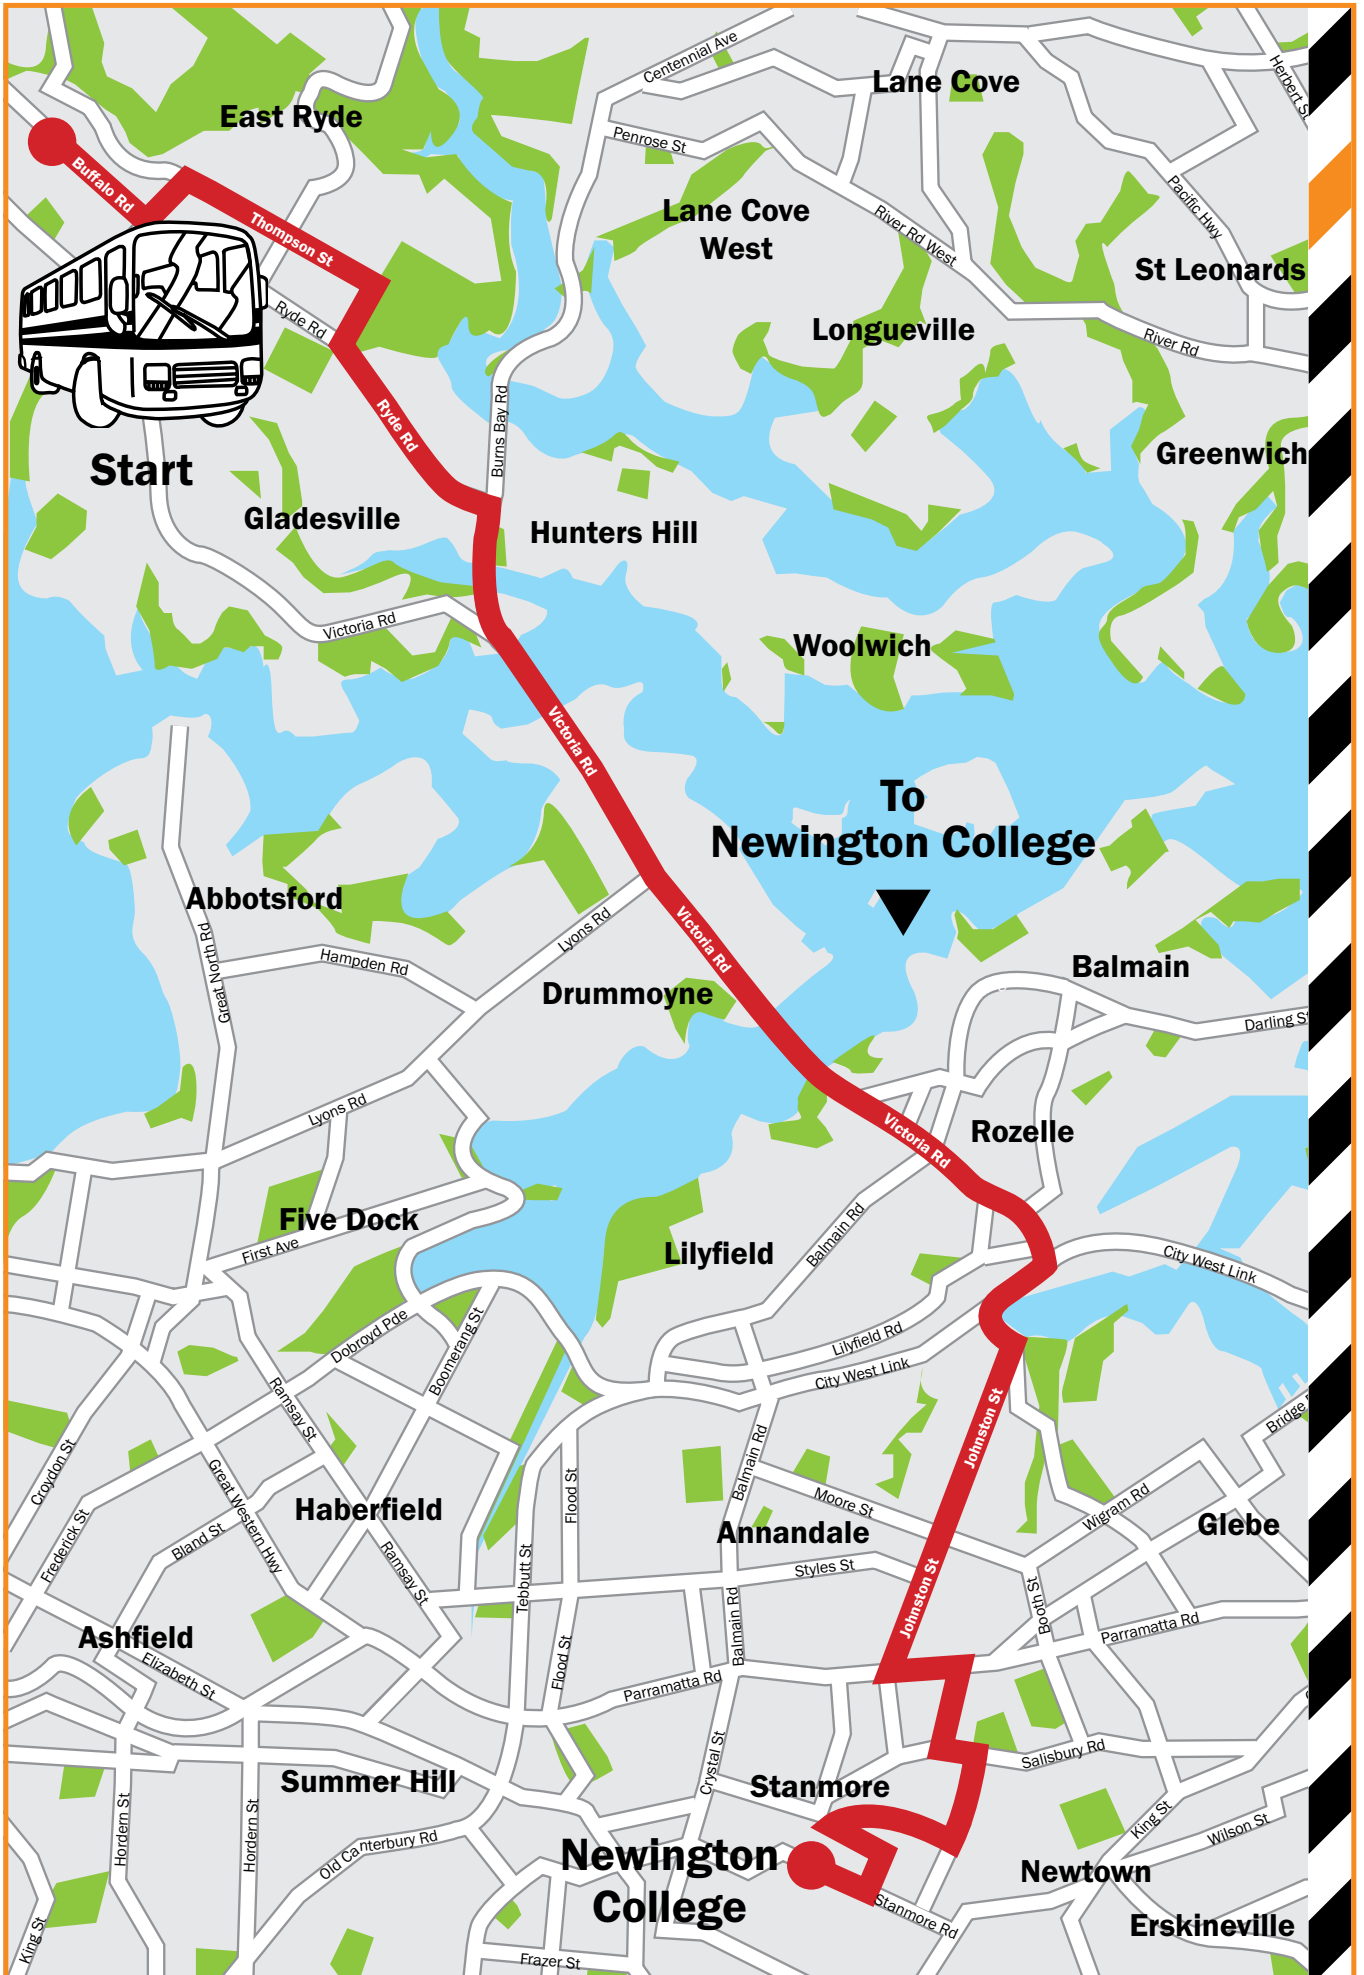 Centennial Ave
Lane Cove
Herbert St
East Ryde
Penrose St
Buffalo Rd
Pacific Hwy
Lane Cove
West
River Rd West
Thompson St
St Leonards
Ryde Rd
Longueville
River Rd
Ryde Rd
Burns Bay Rd
Greenwich
Start
Gladesville
Hunters Hill
Victoria Rd
Woolwich
Victoria Rd
To
Newington College
Abbotsford
Great North Rd
Hampden Rd
Lyons Rd
Victoria Rd
Drummoyne
Balmain
Darling St
Lyons Rd
Victoria Rd
Rozelle
Five Dock
First Ave
Lilyfield
Balmain Rd
City West Link
Dobroyd Pde
Boomerang St
Lilyfield Rd
City West Link
Ramsay St
Johnston St
Bridge
Croydon St
Great Western Hwy
Flood St
Balmain Rd
Moore St
Wigram Rd
Haberfield
Annandale
Glebe
Frederick St
Bland St
Ramsay St
Tebbutt St
Styles St
Johnston St
Booth St
Balmain Rd
Parramatta Rd
Ashfield
Elizabeth St
Flood St
Parramatta Rd
Salisbury Rd
Crystal St
Summer Hill
Stanmore
Hordern St
Hordern St
Old Canterbury Rd
King St
Wilson St
Newington
College
Newtown
Stanmore Rd
Erskineville
King St
Frazer St